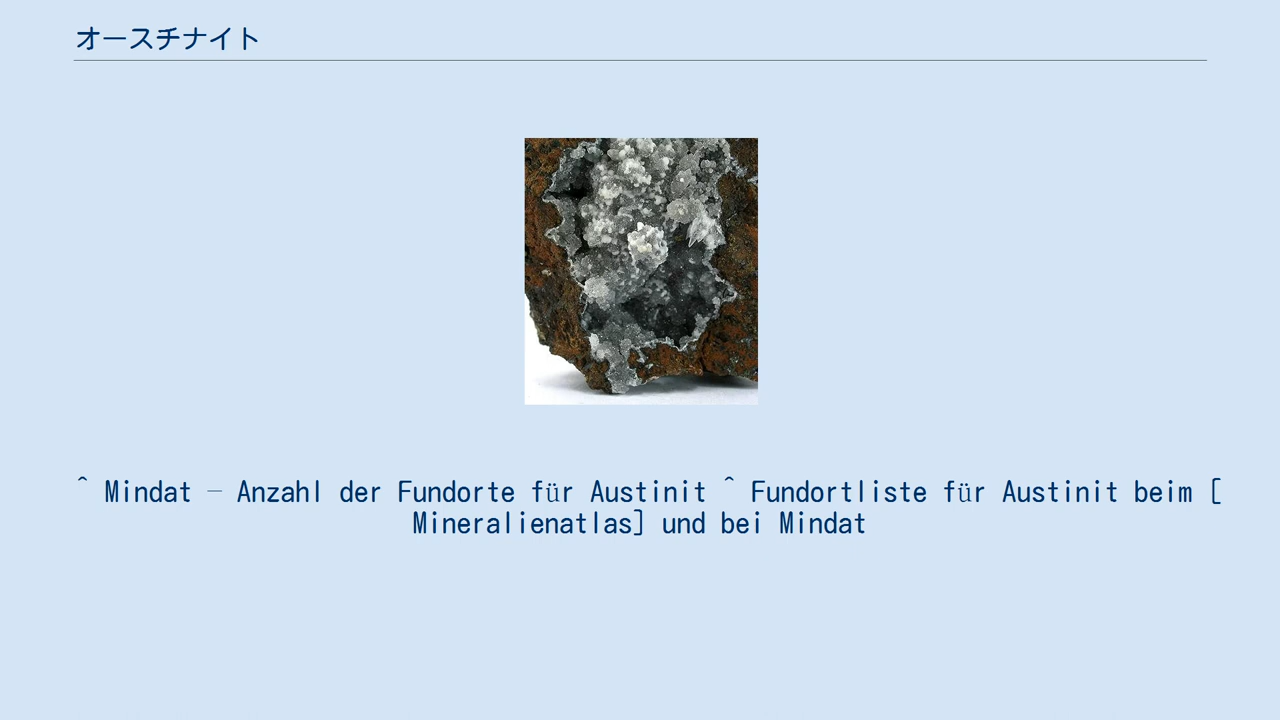 オースチナイト
^ Mindat – Anzahl der Fundorte für Austinit ^ Fundortliste für Austinit beim [
Mineralienatlas] und bei Mindat